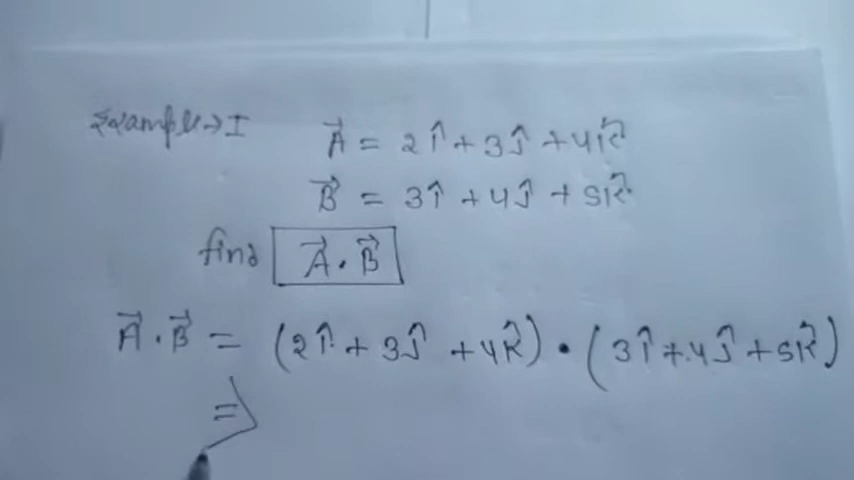 Example → I A⃗ = 2î + 3ĵ + 4k̂
B⃗ = 3î + 4ĵ + 5k̂
find A⃗ . B⃗
A⃗ . B⃗ = (2î + 3ĵ + 4k̂) • (3î + 4ĵ + 5k̂)
⇒